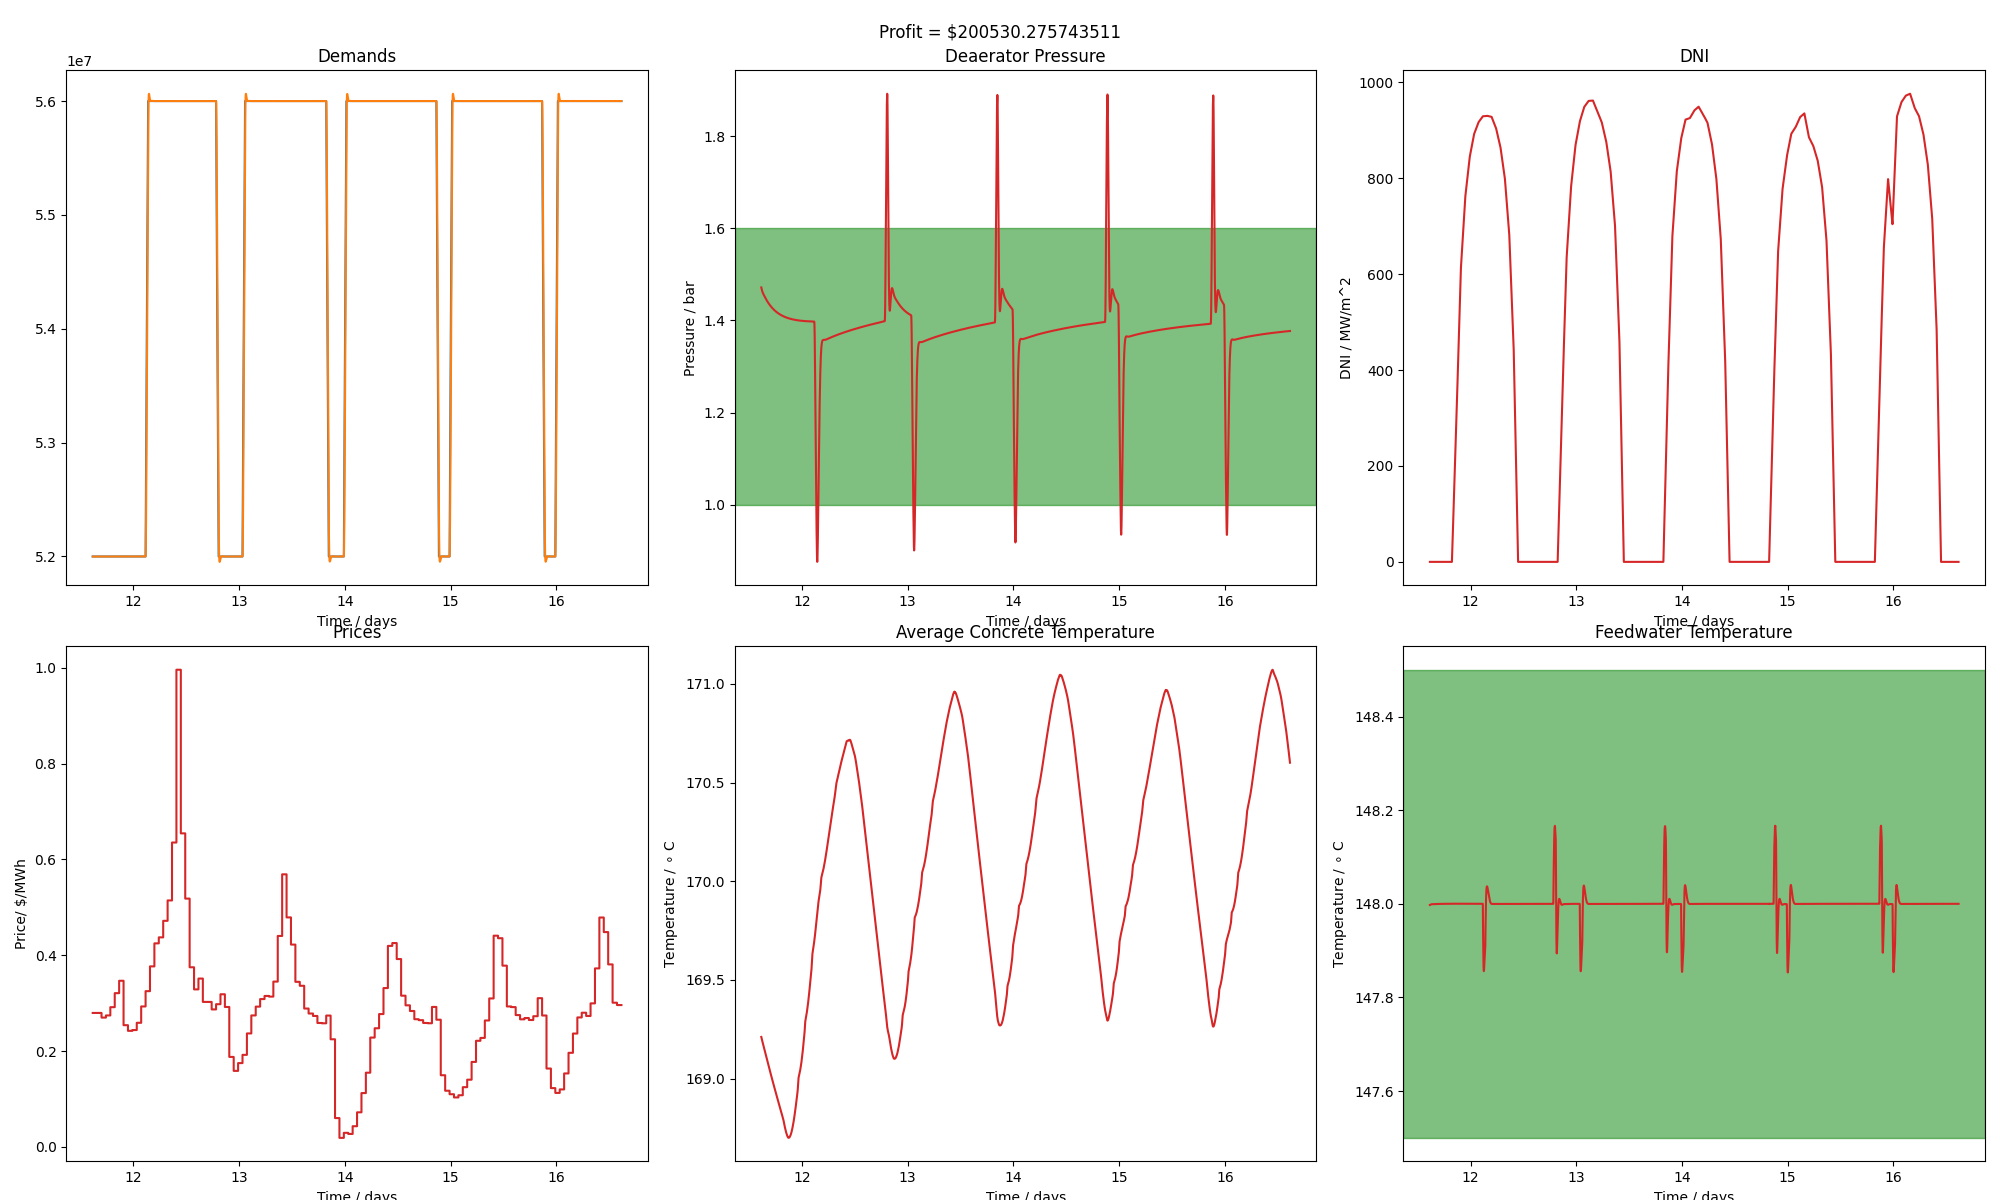 Profit = $200530.275743511
Demands
1e7
5.6
5.5
5.4
5.3
5.2
12 13 14 15 16
Time / days
Deaerator Pressure
Pressure / bar
1.8
1.6
1.4
1.2
1.0
12 13 14 15 16
Time / days
DNI
DNI / MW/m^2
1000
800
600
400
200
0
12 13 14 15 16
Time / days
Prices
Price/ $/MWh
1.0
0.8
0.6
0.4
0.2
0.0
12 13 14 15 16
Time / days
Average Concrete Temperature
Temperature / ∘ C
171.0
170.5
170.0
169.5
169.0
12 13 14 15 16
Time / days
Feedwater Temperature
Temperature / ∘ C
148.4
148.2
148.0
147.8
147.6
12 13 14 15 16
Time / days